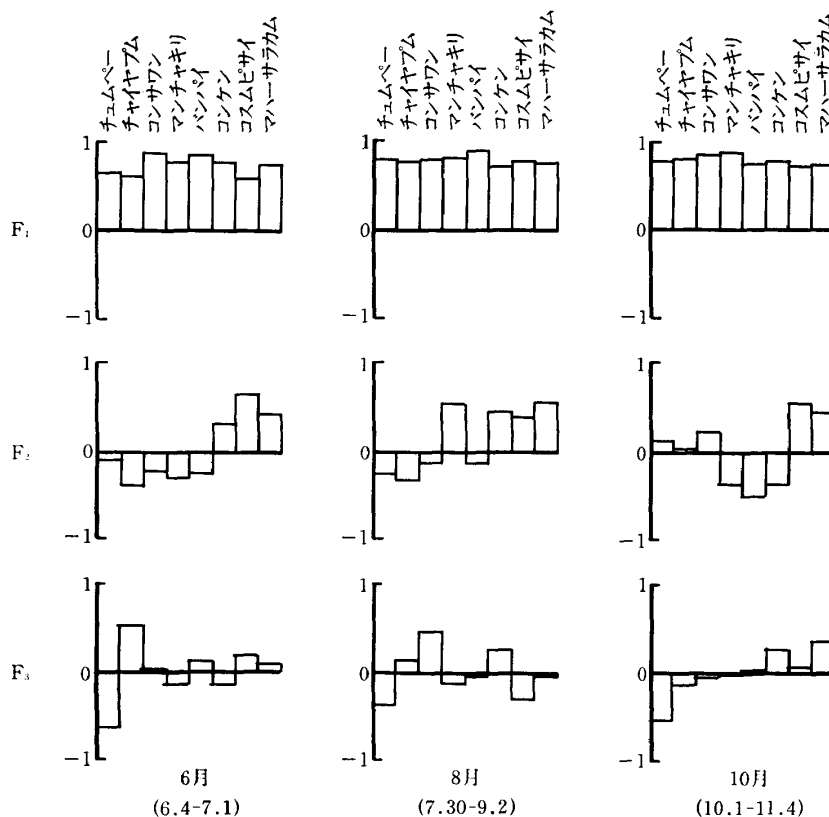 チュムペー
チャイヤプム
コンサワン
マンチャキリ
バンパイ
コンケン
コスムピサイ
マハーサラカム
チュムペー
チャイヤプム
コンサワン
マンチャキリ
バンパイ
コンケン
コスムピサイ
マハーサラカム
チュムペー
チャイヤプム
コンサワン
マンチャキリ
バンパイ
コンケン
コスムピサイ
マハーサラカム
F₁
1
0
−1
1
0
−1
1
0
−1
F₂
1
0
−1
1
0
−1
1
0
−1
F₃
1
0
−1
1
0
−1
1
0
−1
6月
(6.4-7.1)
8月
(7.30-9.2)
10月
(10.1-11.4)